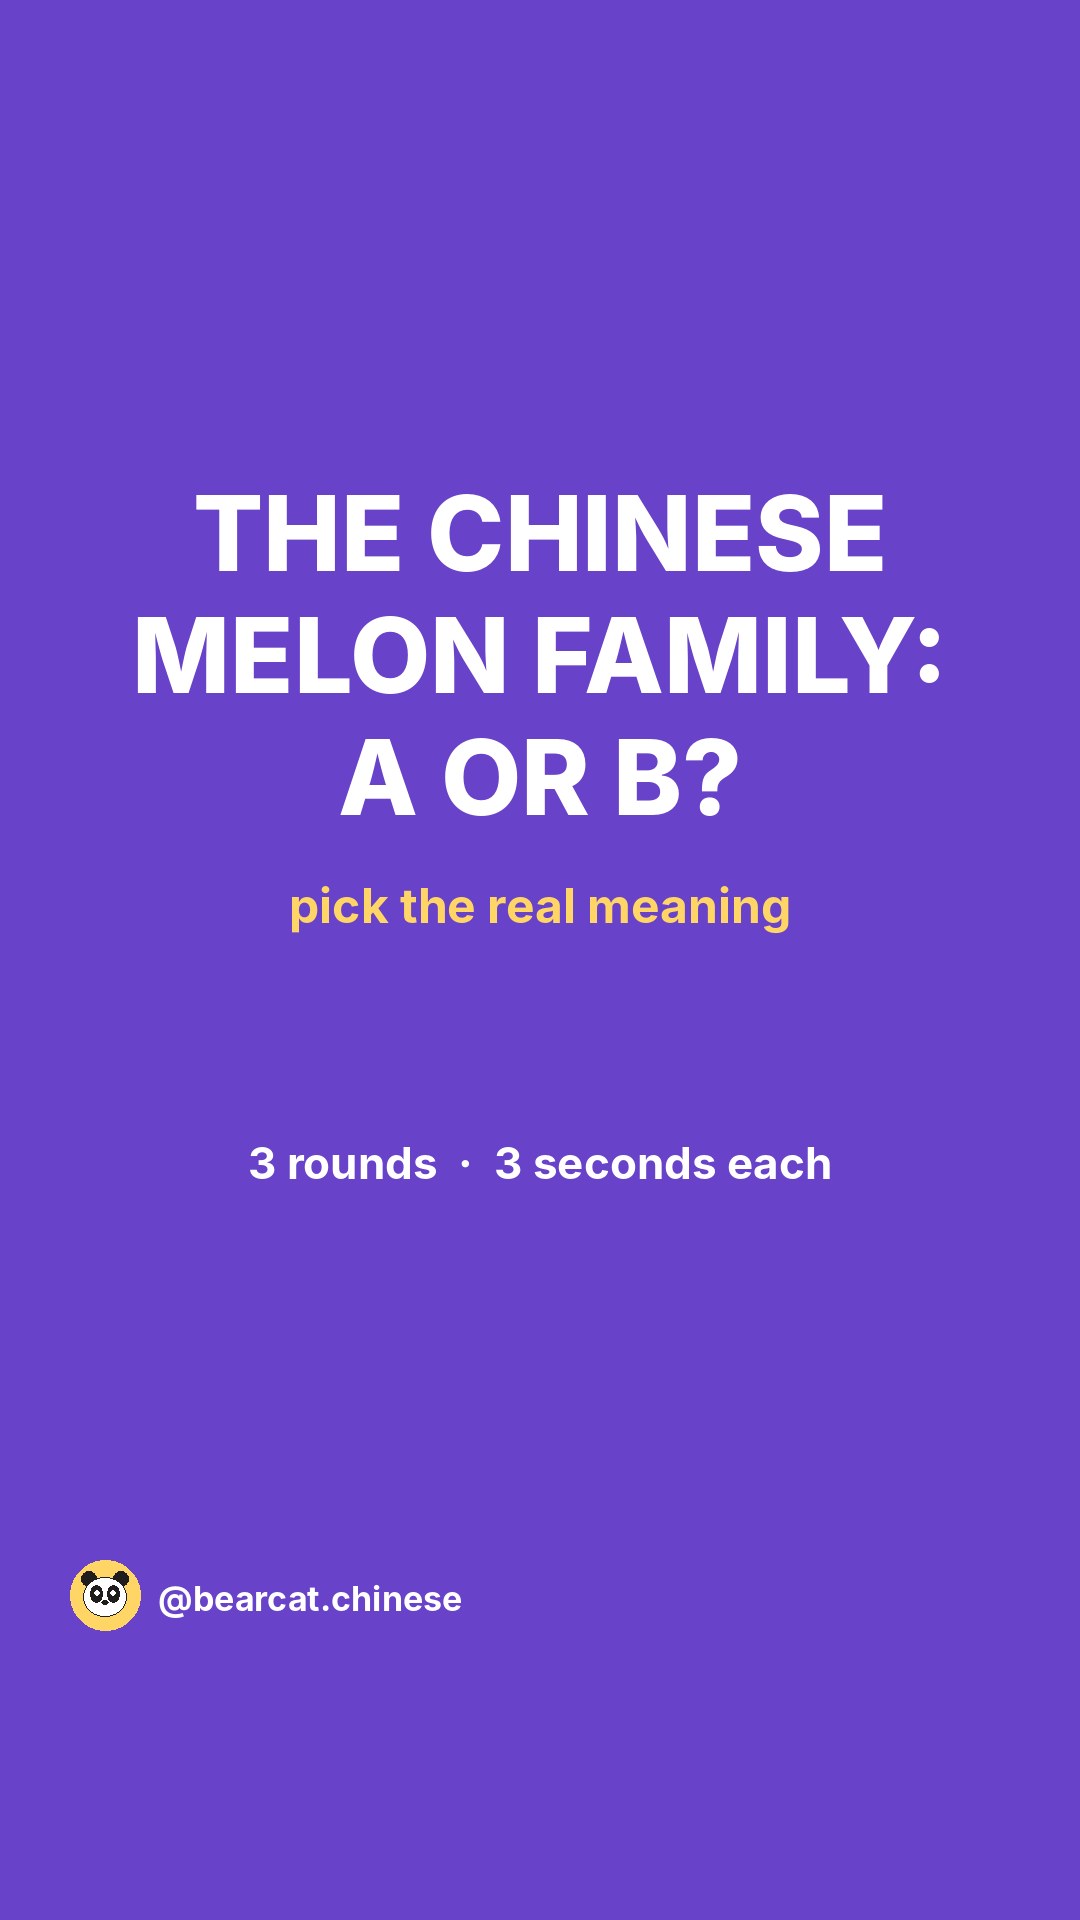 THE CHINESE
MELON FAMILY:
A OR B?
pick the real meaning
3 rounds · 3 seconds each
@bearcat.chinese